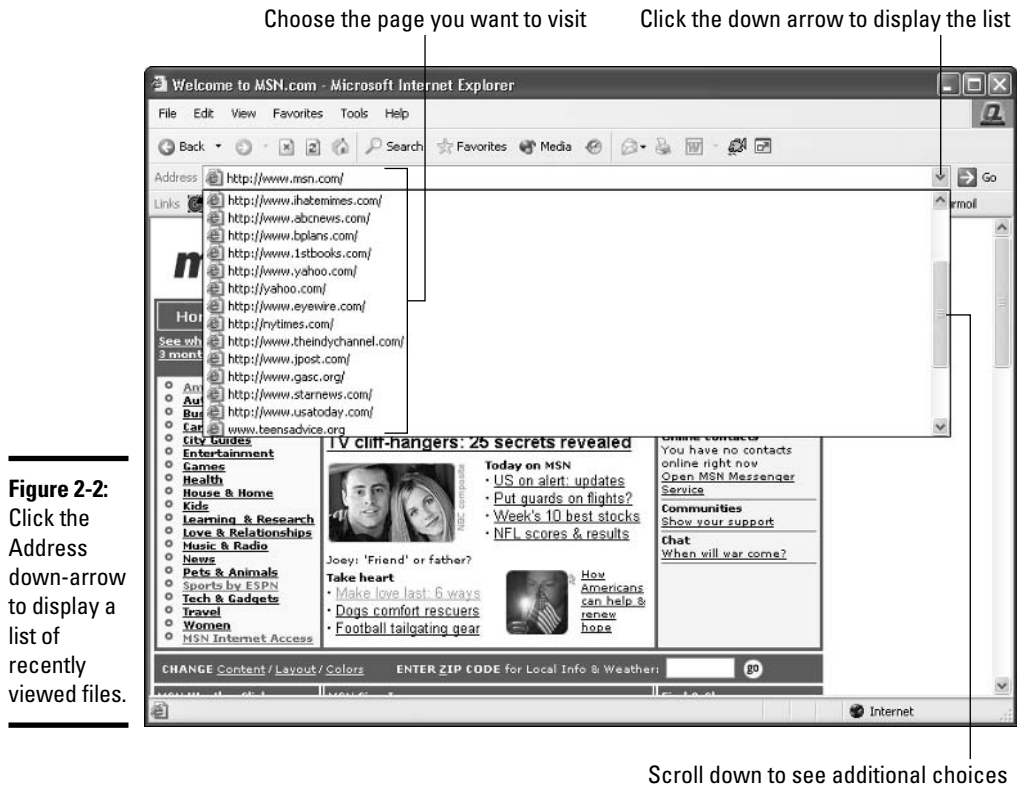 Choose the page you want to visit
Click the down arrow to display the list
Welcome to MSN.com - Microsoft Internet Explorer
File Edit View Favorites Tools Help
Back Search Favorites Media
Address http://www.msn.com/ Go
Links
http://www.ihatemimes.com/
http://www.abcnews.com/
http://www.bplans.com/
http://www.1stbooks.com/
http://www.yahoo.com/
http://yahoo.com/
http://www.eyewire.com/
http://nytimes.com/
http://www.theindychannel.com/
http://www.jpost.com/
http://www.gasc.org/
http://www.starnews.com/
http://www.usatoday.com/
www.teensadvice.org
m
See wh
3 mont
City Guides
Entertainment
Games
Health
House & Home
Kids
Learning & Research
Love & Relationships
Music & Radio
News
Pets & Animals
Sports by ESPN
Tech & Gadgets
Travel
Women
MSN Internet Access
TV cliff-hangers: 25 secrets revealed
NBC composite
Joey: 'Friend' or father?
Take heart
· Make love last: 6 ways
· Dogs comfort rescuers
· Football tailgating gear
Today on MSN
· US on alert: updates
· Put guards on flights?
· Week's 10 best stocks
· NFL scores & results
How
Americans
can help &
renew
hope
Online contacts
You have no contacts
online right now
Open MSN Messenger
Service
Communities
Show your support
Chat
When will war come?
CHANGE Content / Layout / Colors ENTER ZIP CODE for Local Info & Weather: go
Internet
Figure 2-2:
Click the
Address
down-arrow
to display a
list of
recently
viewed files.
Scroll down to see additional choices